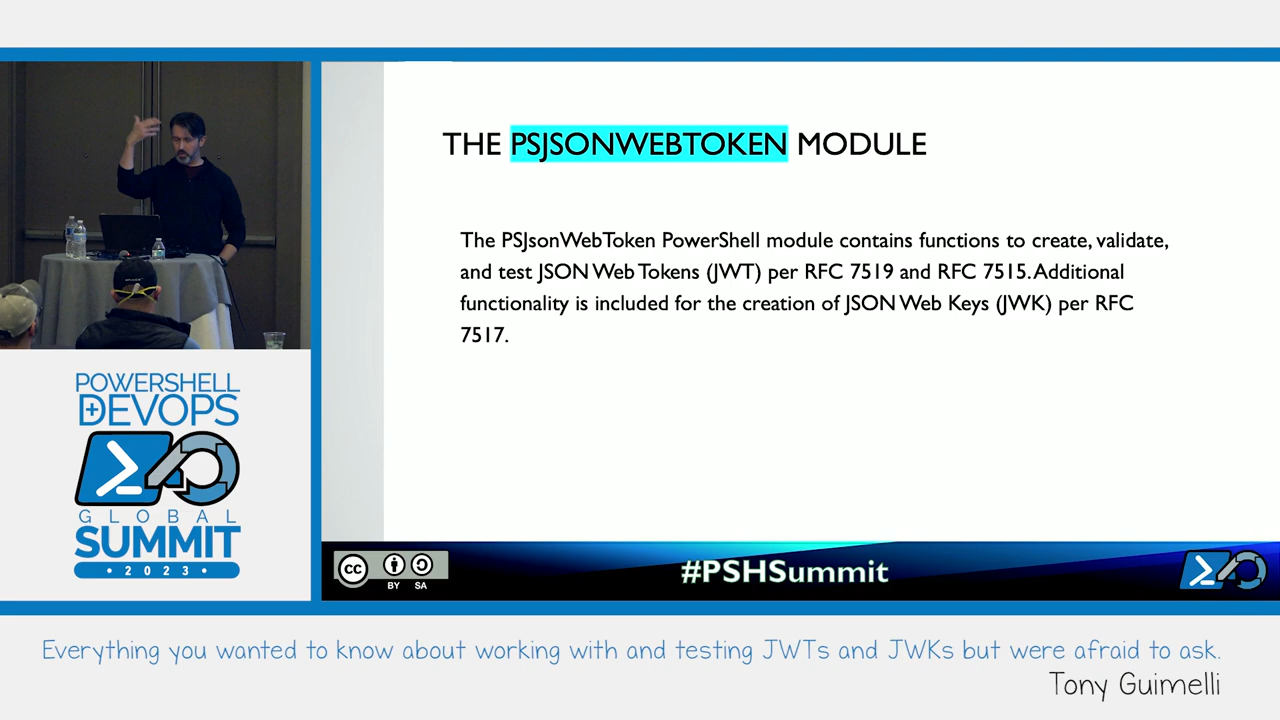 THE PSJSONWEBTOKEN MODULE
The PSJsonWebToken PowerShell module contains functions to create, validate,
and test JSON Web Tokens (JWT) per RFC 7519 and RFC 7515. Additional
functionality is included for the creation of JSON Web Keys (JWK) per RFC
7517.
POWERSHELL
+DEVOPS
GLOBAL
SUMMIT
• 2023 •
cc
BY SA
#PSHSummit
Everything you wanted to know about working with and testing JWTs and JWKs but were afraid to ask.
Tony Guimelli